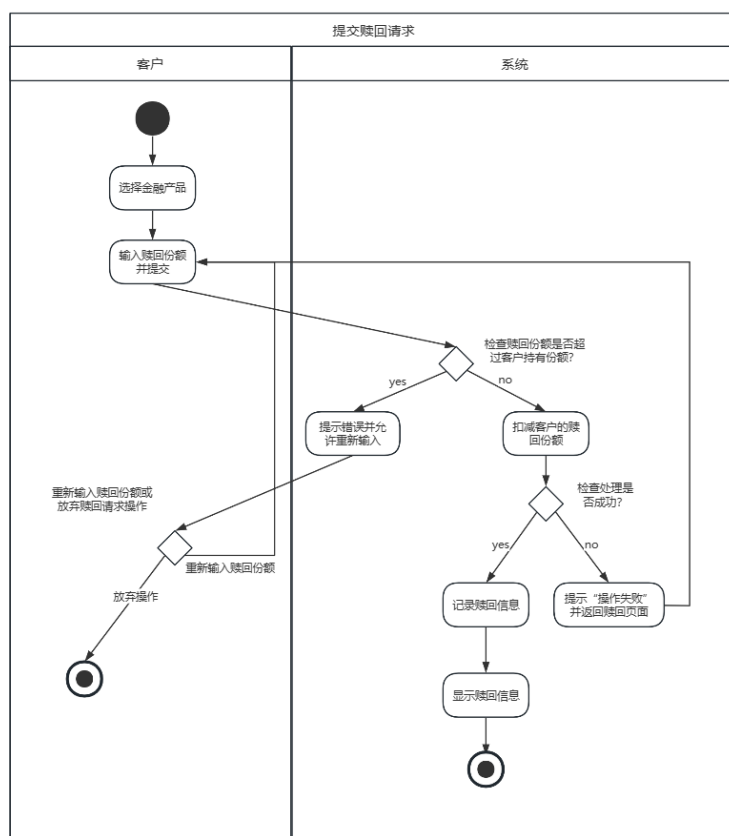 提交赎回请求
客户
系统
选择金融产品
输入赎回份额
并提交
检查赎回份额是否超
过客户持有份额?
yes
no
提示错误并允
许重新输入
扣减客户的赎
回份额
重新输入赎回份额或
放弃赎回请求操作
检查处理是
否成功?
yes
no
重新输入赎回份额
放弃操作
记录赎回信息
提示“操作失败”
并返回赎回页面
显示赎回信息